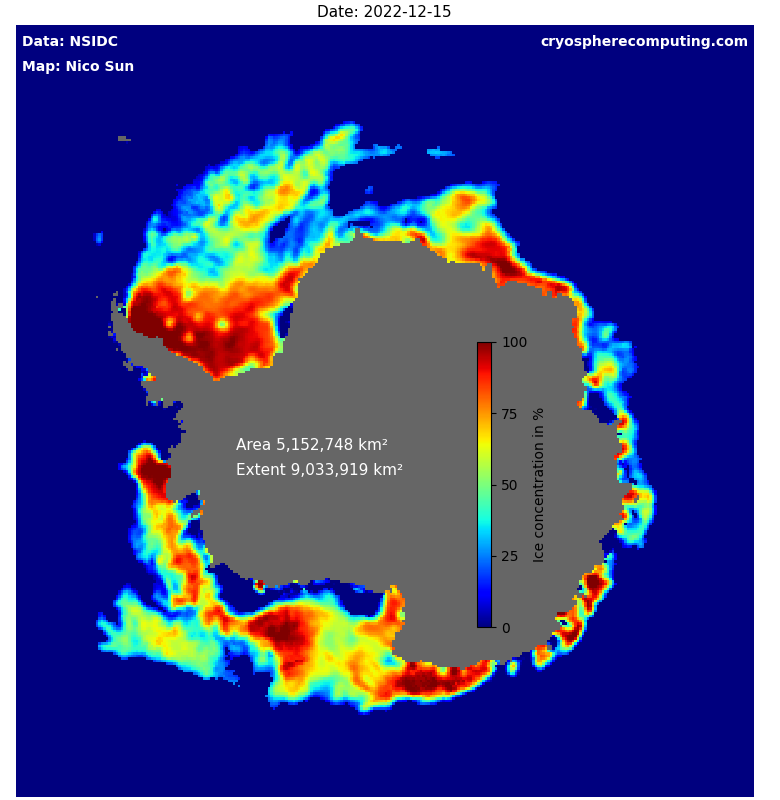 Date: 2022-12-15
Data: NSIDC
cryospherecomputing.com
Map: Nico Sun
100
75
50
25
0
Ice concentration in %
Area 5,152,748 km²
Extent 9,033,919 km²